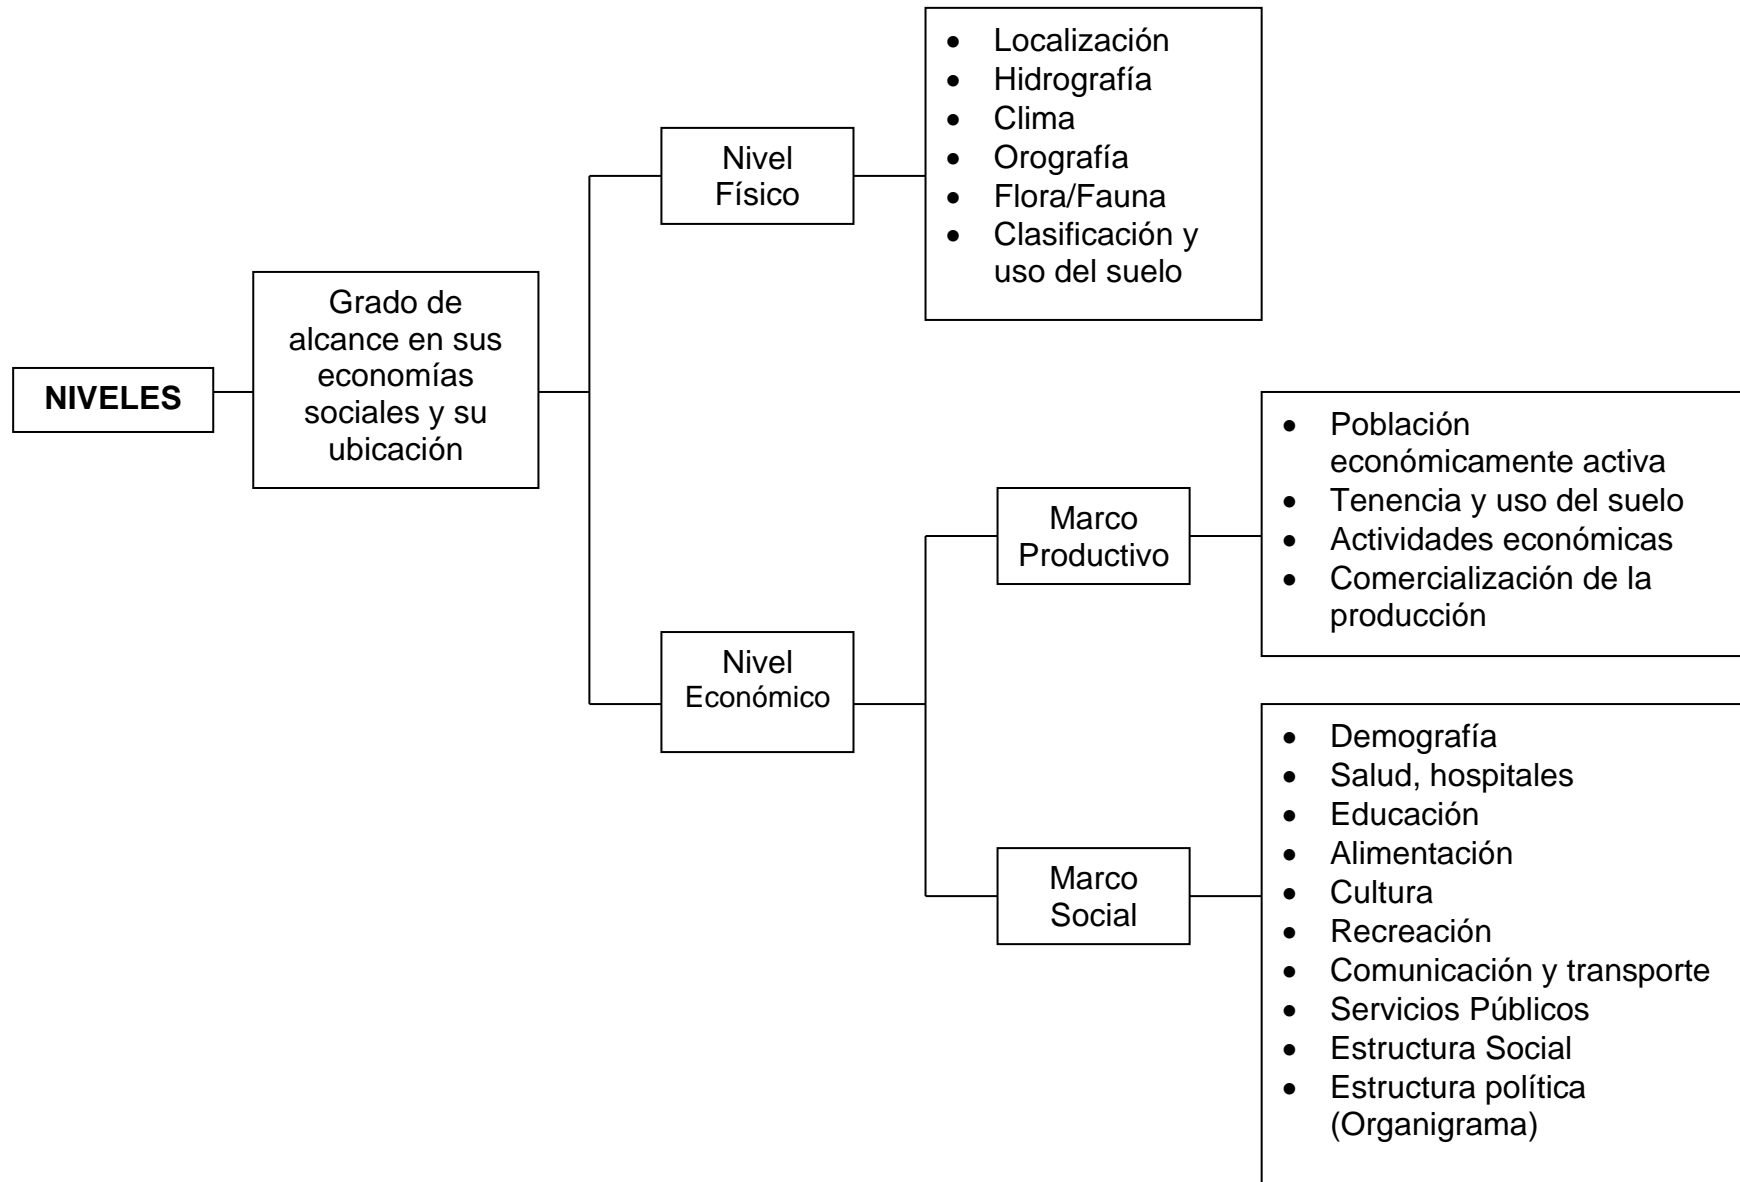 NIVELES
Grado de
alcance en sus
economías
sociales y su
ubicación
Nivel
Físico
• Localización
• Hidrografía
• Clima
• Orografía
• Flora/Fauna
• Clasificación y
uso del suelo
Nivel
Económico
Marco
Productivo
• Población
económicamente activa
• Tenencia y uso del suelo
• Actividades económicas
• Comercialización de la
producción
Marco
Social
• Demografía
• Salud, hospitales
• Educación
• Alimentación
• Cultura
• Recreación
• Comunicación y transporte
• Servicios Públicos
• Estructura Social
• Estructura política
(Organigrama)